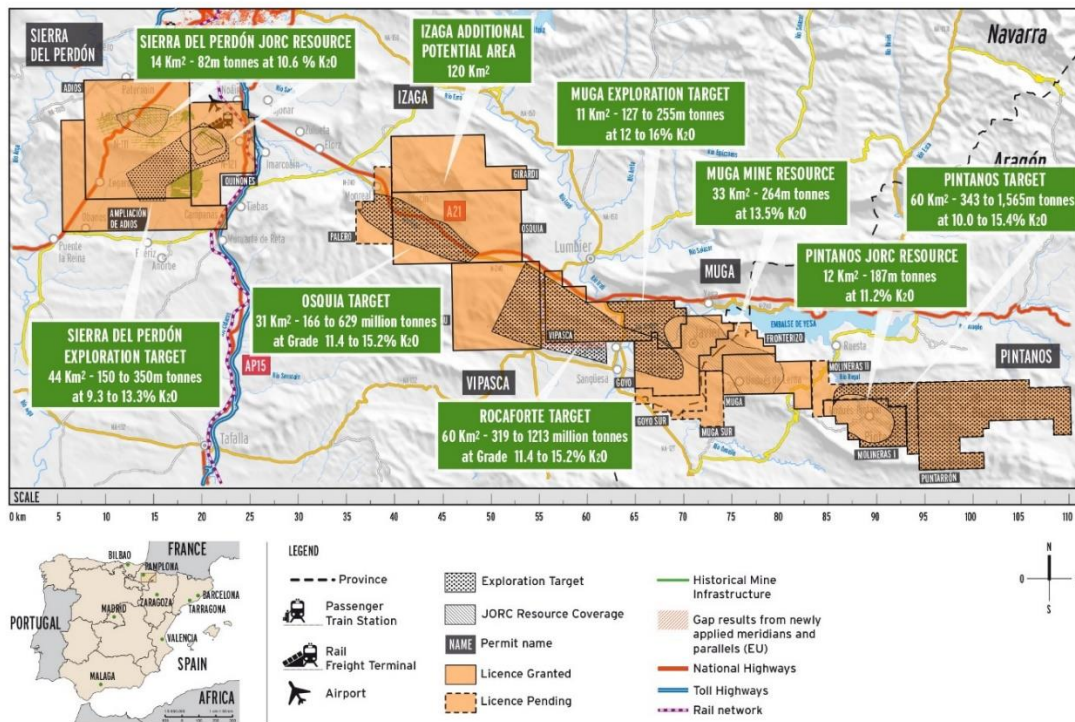 SIERRA
DEL PERDÓN
SIERRA DEL PERDÓN JORC RESOURCE
14 Km² - 82m tonnes at 10.6 % K₂O
IZAGA ADDITIONAL
POTENTIAL AREA
120 Km²
IZAGA
MUGA EXPLORATION TARGET
11 Km² - 127 to 255m tonnes
at 12 to 16% K₂O
Navarra
Aragón
MUGA MINE RESOURCE
33 Km² - 264m tonnes
at 13.5% K₂O
PINTANOS TARGET
60 Km² - 343 to 1,565m tonnes
at 10.0 to 15.4% K₂O
PINTANOS JORC RESOURCE
12 Km² - 187m tonnes
at 11.2% K₂O
ADIOS
QUIÑONES
AMPLIACIÓN
DE ADIOS
Puente
la Reina
Tiebas
GIRARDI
Monreal
A21
PALERO
OSQUIA
Lumbier
MUGA
OSQUIA TARGET
31 Km² - 166 to 629 million tonnes
at Grade 11.4 to 15.2% K₂O
SIERRA DEL PERDÓN
EXPLORATION TARGET
44 Km² - 150 to 350m tonnes
at 9.3 to 13.3% K₂O
AP15
Tafalla
VIPASCA
VIPASCA
Sangüesa
GOYO
GOYO SUR
MUGA
MUGA SUR
FRONTERIZO
EMBALSE DE YESA
Ruesta
MOLINERAS II
MOLINERAS I
PINTANOS
PUNTARRÓN
ROCAFORTE TARGET
60 Km² - 319 to 1213 million tonnes
at Grade 11.4 to 15.2% K₂O
SCALE
0 km 5 10 15 20 25 30 35 40 45 50 55 60 65 70 75 80 85 90 95 100 105 110
FRANCE
BILBAO
PAMPLONA
ZARAGOZA
BARCELONA
TARRAGONA
MADRID
PORTUGAL
VALENCIA
SPAIN
MALAGA
AFRICA
LEGEND
Province
Passenger
Train Station
Rail
Freight Terminal
Airport
Exploration Target
JORC Resource Coverage
NAME Permit name
Licence Granted
Licence Pending
Historical Mine
Infrastructure
Gap results from newly
applied meridians and
parallels (EU)
National Highways
Toll Highways
Rail network
N
0
S